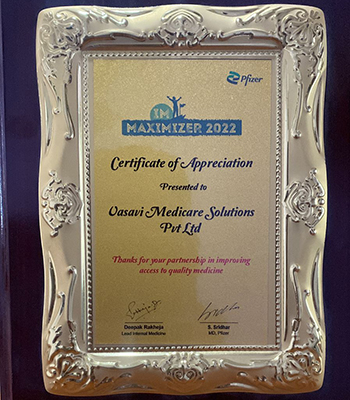 Pfizer
IM
MAXIMIZER 2022
Certificate of Appreciation
Presented to
Vasavi Medicare Solutions
Pvt Ltd
Thanks for your partnership in improving
access to quality medicine
Deepak Rakheja
Lead Internal Medicine
S. Sridhar
MD, Pfizer